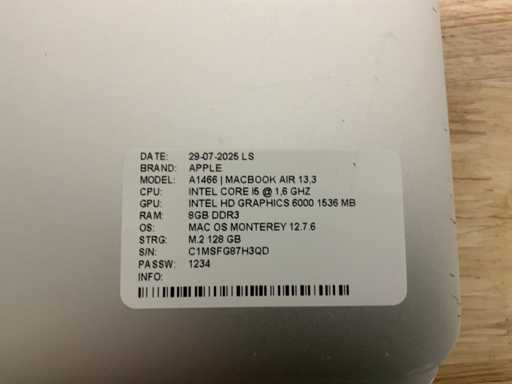 DATE: 29-07-2025 LS
BRAND: APPLE
MODEL: A1466 | MACBOOK AIR 13,3
CPU: INTEL CORE I5 @ 1,6 GHZ
GPU: INTEL HD GRAPHICS 6000 1536 MB
RAM: 8GB DDR3
OS: MAC OS MONTEREY 12.7.6
STRG: M.2 128 GB
S/N: C1MSFG87H3QD
PASSW: 1234
INFO: